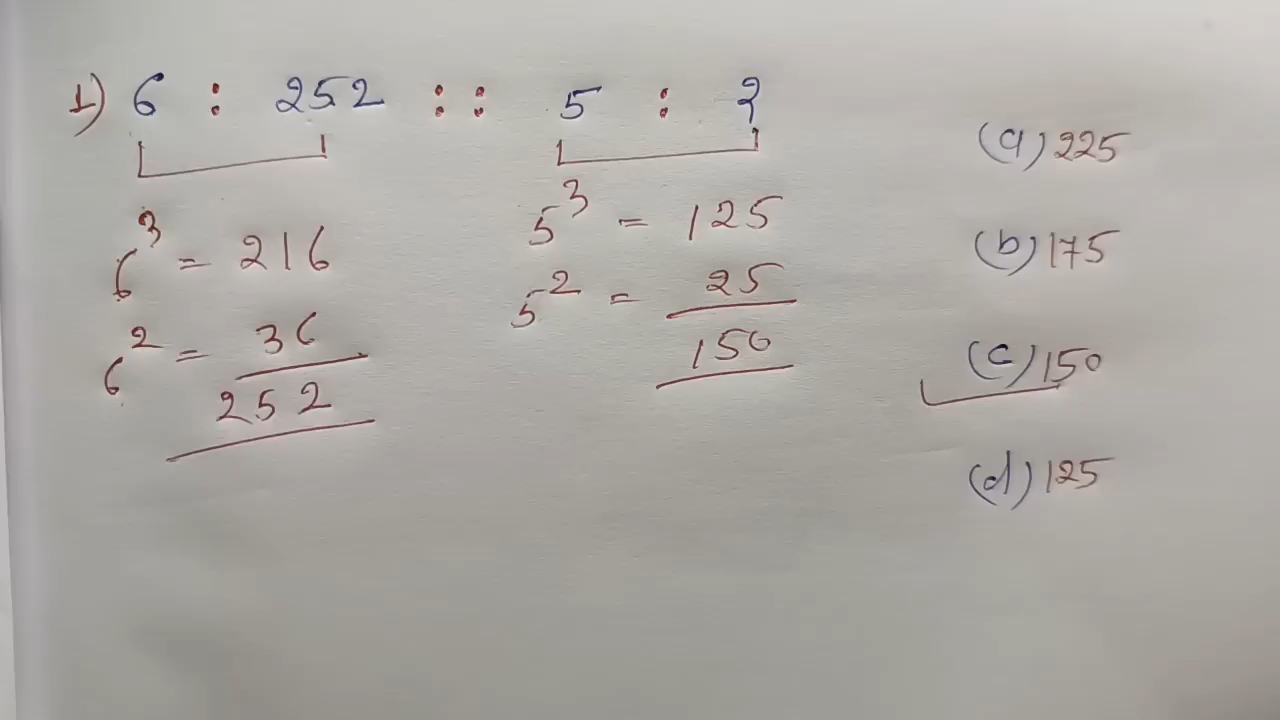 1) 6 : 252 :: 5 : ?
6³ = 216
6² = 36
252
5³ = 125
5² = 25
150
(a) 225
(b) 175
(c) 150
(d) 125